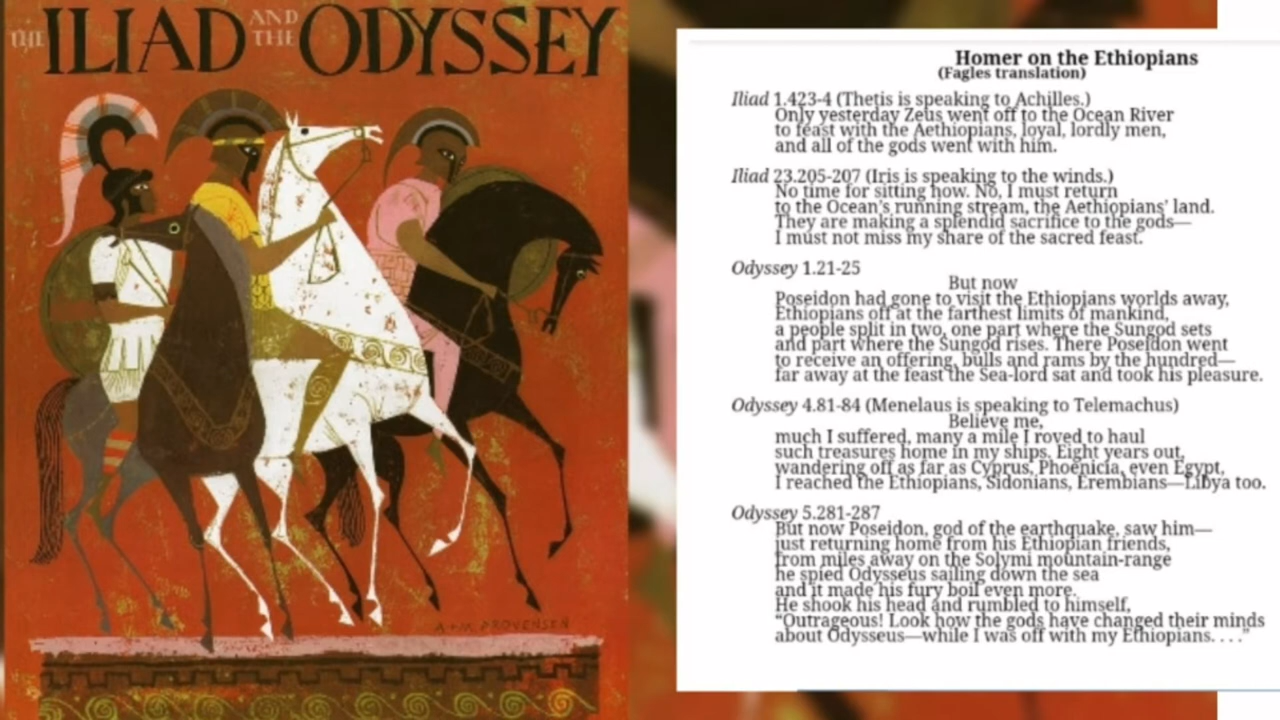 THE ILIAD AND THE ODYSSEY
A+M. PROVENSEN
Homer on the Ethiopians
(Fagles translation)
Iliad 1.423-4 (Thetis is speaking to Achilles.)
Only yesterday Zeus went off to the Ocean River
to feast with the Aethiopians, loyal, lordly men,
and all of the gods went with him.
Iliad 23.205-207 (Iris is speaking to the winds.)
No time for sitting now. No, I must return
to the Ocean's running stream, the Aethiopians' land.
They are making a splendid sacrifice to the gods—
I must not miss my share of the sacred feast.
Odyssey 1.21-25
But now
Poseidon had gone to visit the Ethiopians worlds away,
Ethiopians off at the farthest limits of mankind,
a people split in two, one part where the Sungod sets
and part where the Sungod rises. There Poseidon went
to receive an offering, bulls and rams by the hundred—
far away at the feast the Sea-lord sat and took his pleasure.
Odyssey 4.81-84 (Menelaus is speaking to Telemachus)
Believe me,
much I suffered, many a mile I roved to haul
such treasures home in my ships. Eight years out,
wandering off as far as Cyprus, Phoenicia, even Egypt,
I reached the Ethiopians, Sidonians, Erembians—Libya too.
Odyssey 5.281-287
But now Poseidon, god of the earthquake, saw him—
just returning home from his Ethiopian friends,
from miles away on the Solymi mountain-range
he spied Odysseus sailing down the sea
and it made his fury boil even more.
He shook his head and rumbled to himself,
"Outrageous! Look how the gods have changed their minds
about Odysseus—while I was off with my Ethiopians. . . ."